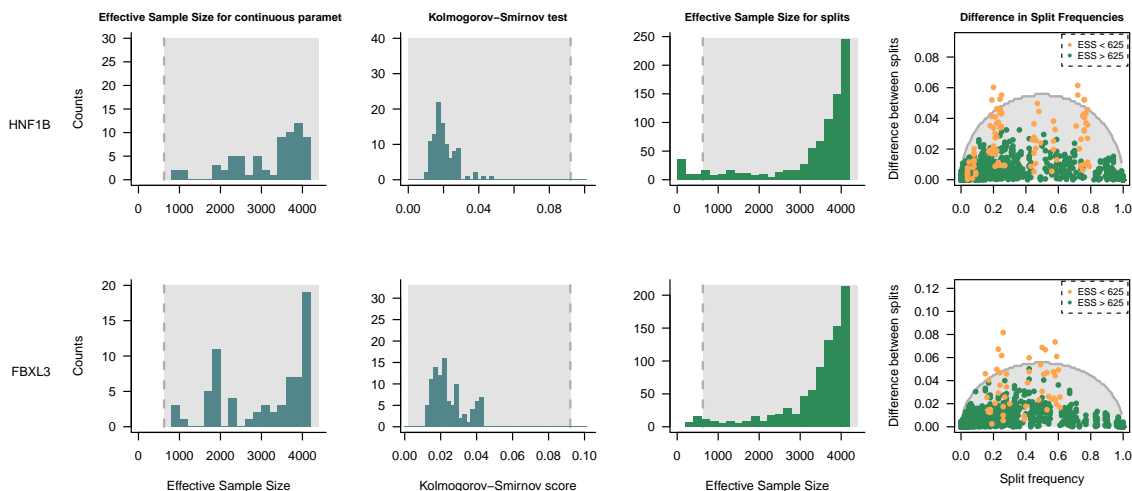 Effective Sample Size for continuous paramet
Kolmogorov−Smirnov test
Effective Sample Size for splits
Difference in Split Frequencies
HNF1B
Counts
0 5 10 15 20 25 30
0 1000 2000 3000 4000
0 10 20 30 40
0.00 0.04 0.08
0 50 100 150 200 250
0 1000 2000 3000 4000
Difference between splits
0.00 0.02 0.04 0.06 0.08
0.0 0.2 0.4 0.6 0.8 1.0
ESS < 625
ESS > 625
FBXL3
Counts
0 5 10 15 20
0 1000 2000 3000 4000
Effective Sample Size
0 5 10 15 20 25 30
0.00 0.02 0.04 0.06 0.08 0.10
Kolmogorov−Smirnov score
0 50 100 150 200
0 1000 2000 3000 4000
Effective Sample Size
Difference between splits
0.00 0.02 0.04 0.06 0.08 0.10 0.12
0.0 0.2 0.4 0.6 0.8 1.0
Split frequency
ESS < 625
ESS > 625